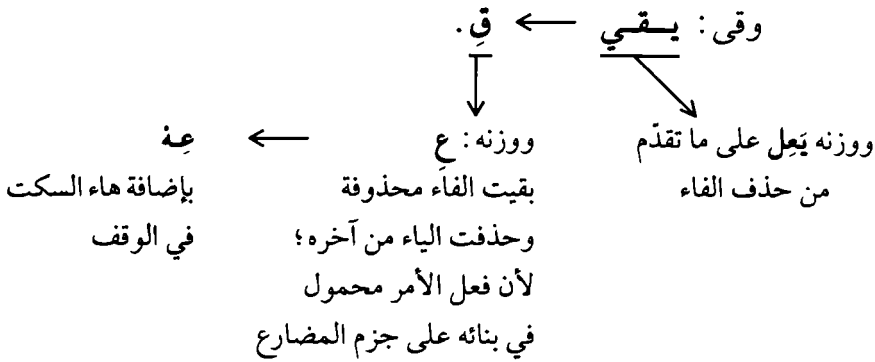 وقى: يـقـي ← قِ.
ووزنه يَعِل على ما تقدّم
من حذف الفاء
ووزنه: عِ
بقيت الفاء محذوفة
وحذفت الياء من آخره؛
لأن فعل الأمر محمول
في بنائه على جزم المضارع
← عِهْ
بإضافة هاء السكت
في الوقف